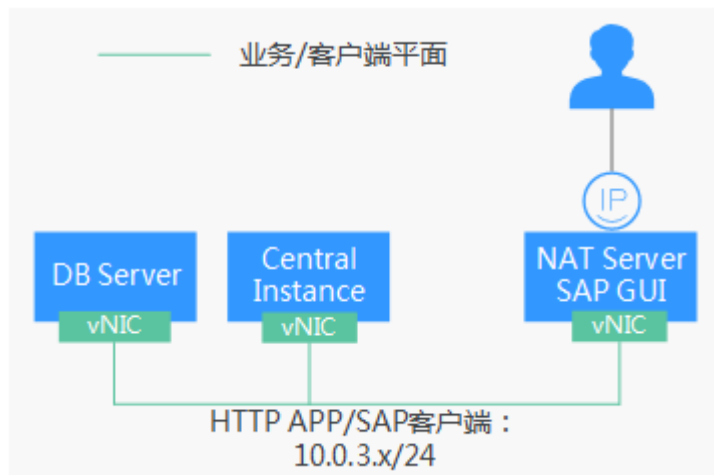 业务/客户端平面
IP
DB Server
Central
Instance
NAT Server
SAP GUI
vNIC
vNIC
vNIC
HTTP APP/SAP客户端：
10.0.3.x/24